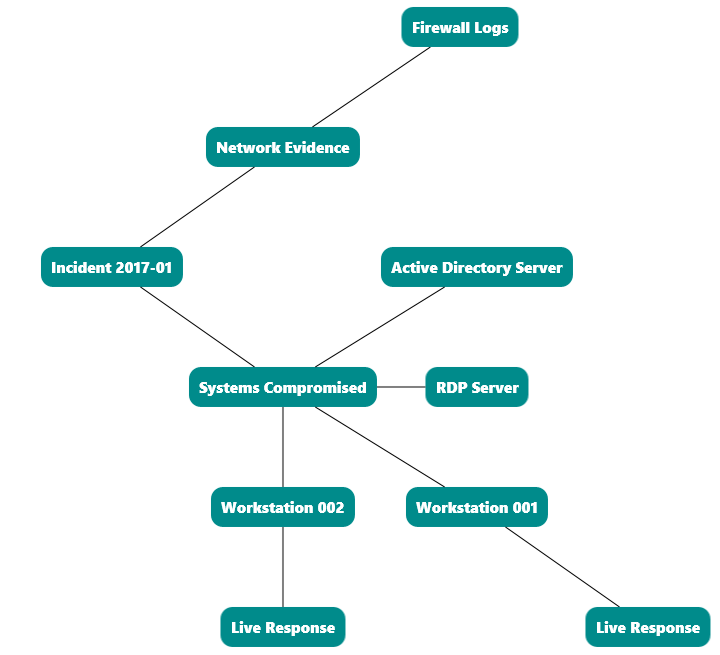 Firewall Logs
Network Evidence
Incident 2017-01
Active Directory Server
Systems Compromised
RDP Server
Workstation 002
Workstation 001
Live Response
Live Response